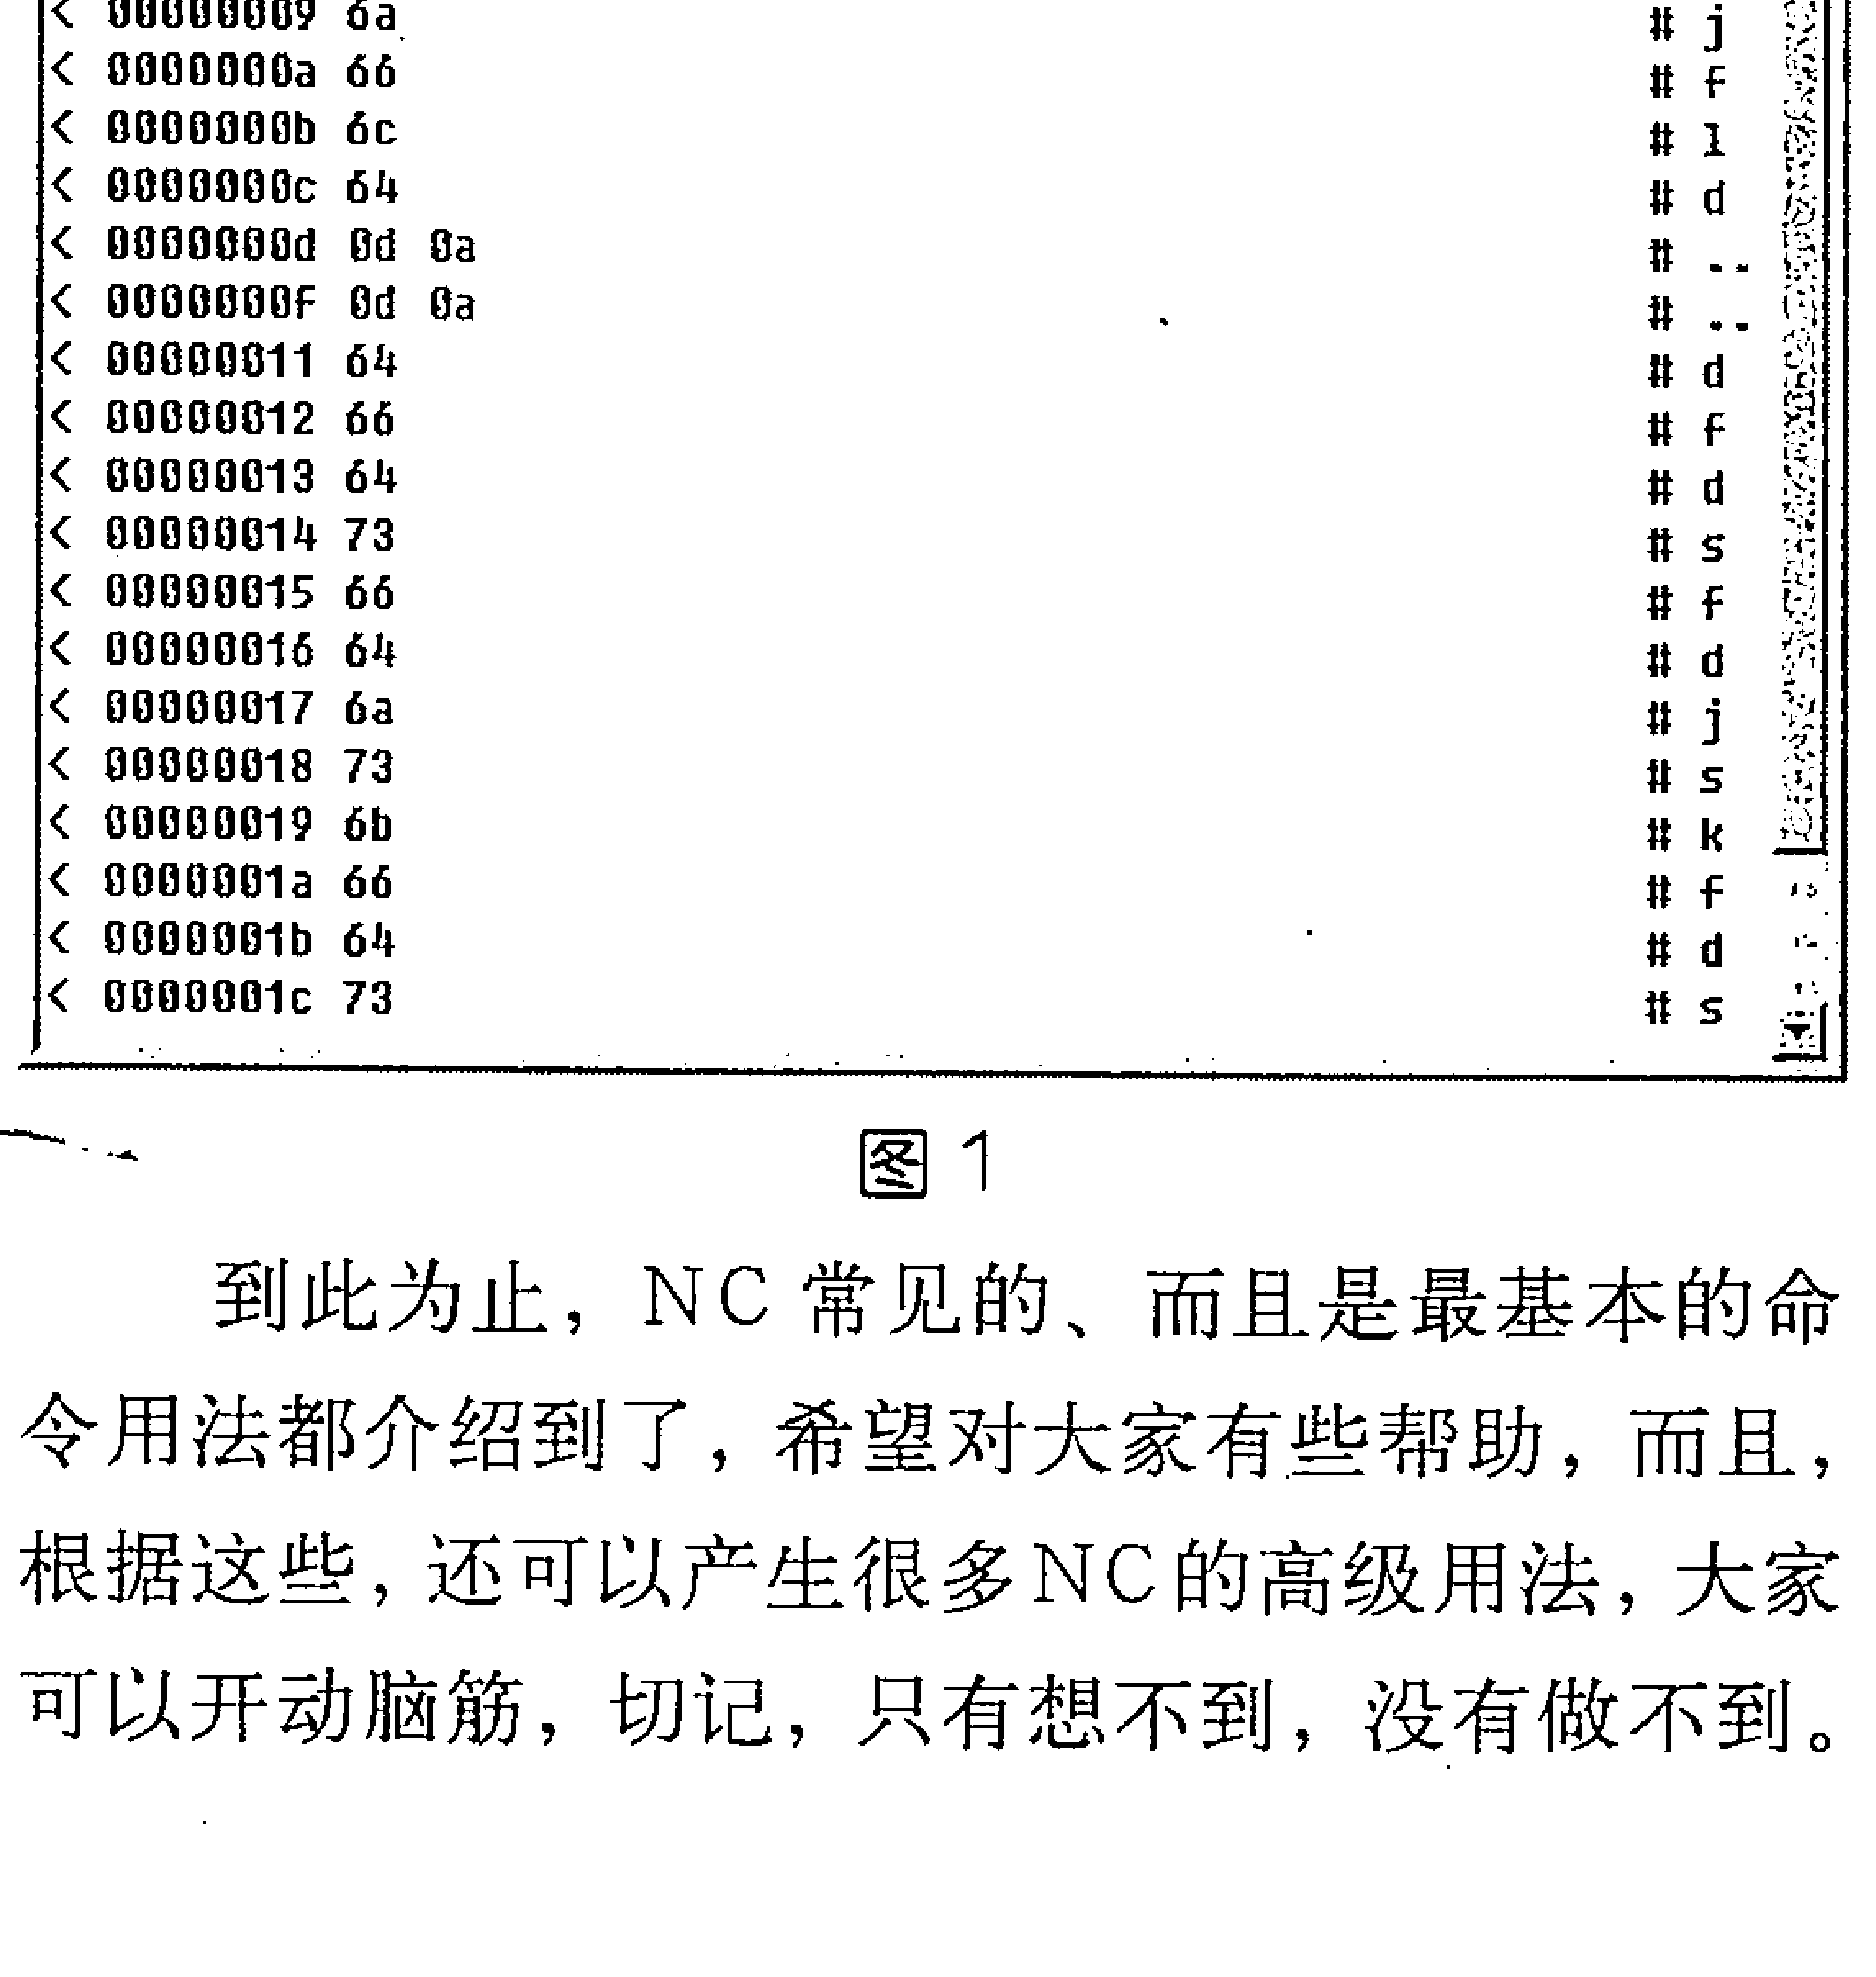 < 00000009 6a # j
< 0000000a 66 # f
< 0000000b 6c # l
< 0000000c 64 # d
< 0000000d 0d 0a # ..
< 0000000f 0d 0a # ..
< 00000011 64 # d
< 00000012 66 # f
< 00000013 64 # d
< 00000014 73 # s
< 00000015 66 # f
< 00000016 64 # d
< 00000017 6a # j
< 00000018 73 # s
< 00000019 6b # k
< 0000001a 66 # f
< 0000001b 64 # d
< 0000001c 73 # s
图 1
到此为止，NC 常见的、而且是最基本的命
令用法都介绍到了，希望对大家有些帮助，而且，
根据这些，还可以产生很多NC的高级用法，大家
可以开动脑筋，切记，只有想不到，没有做不到。